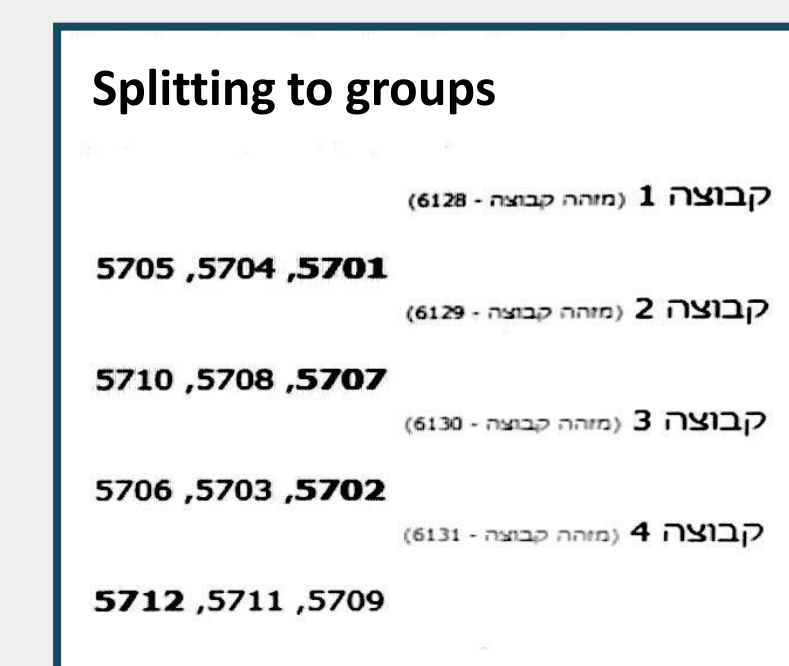 Splitting to groups
קבוצה 1 (מזהה קבוצה - 6128)
5701, 5704, 5705
קבוצה 2 (מזהה קבוצה - 6129)
5707, 5708, 5710
קבוצה 3 (מזהה קבוצה - 6130)
5702, 5703, 5706
קבוצה 4 (מזהה קבוצה - 6131)
5709, 5711, 5712